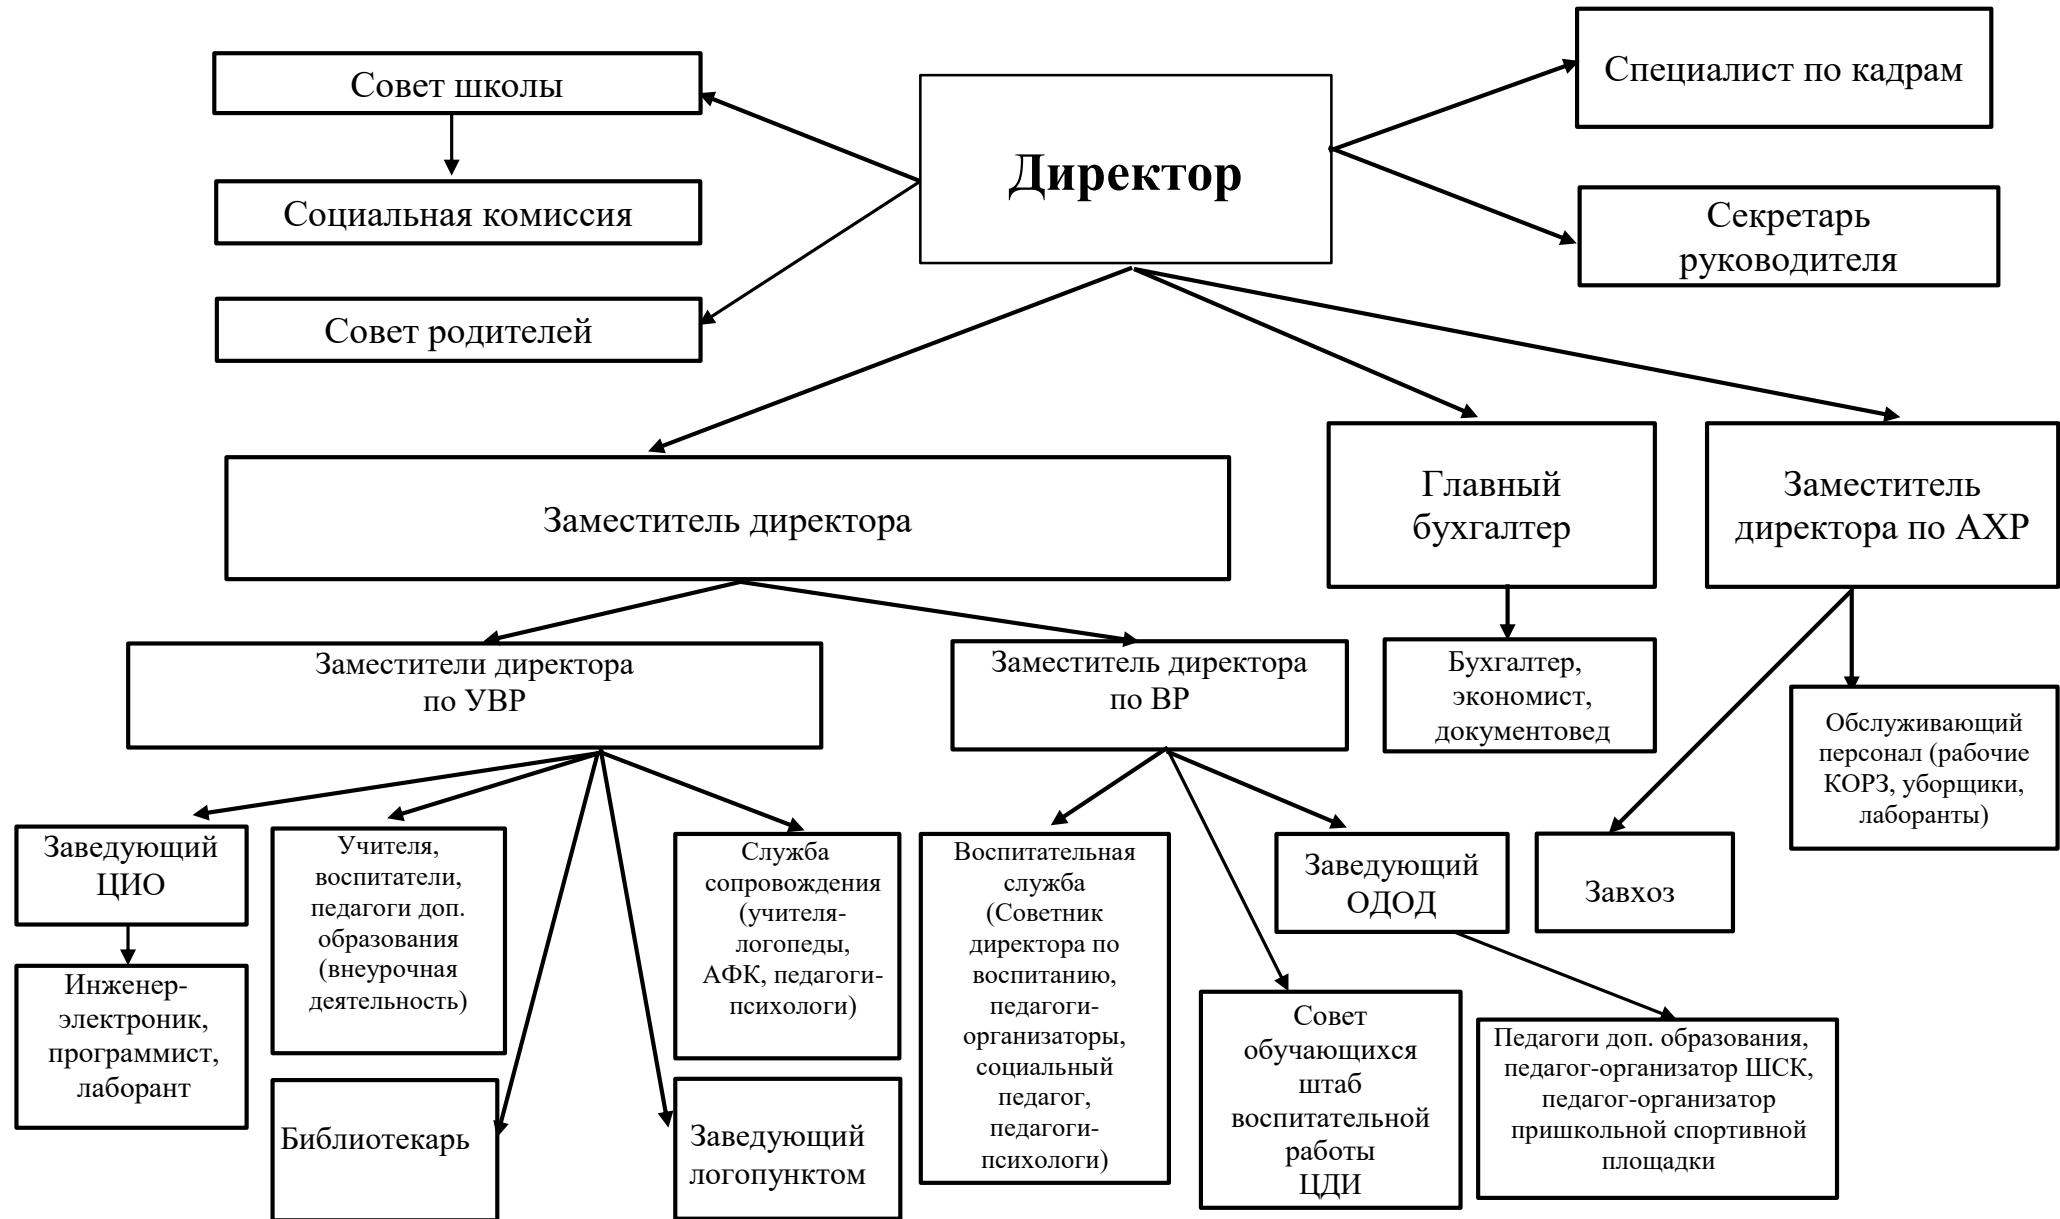 Совет школы
Социальная комиссия
Совет родителей
Директор
Специалист по кадрам
Секретарь
руководителя
Заместитель директора
Главный
бухгалтер
Заместитель
директора по АХР
Заместители директора
по УВР
Заместитель директора
по ВР
Бухгалтер,
экономист,
документовед
Обслуживающий
персонал (рабочие
КОРЗ, уборщики,
лаборанты)
Заведующий
ЦИО
Учителя,
воспитатели,
педагоги доп.
образования
(внеурочная
деятельность)
Служба
сопровождения
(учителя-
логопеды,
АФК, педагоги-
психологи)
Воспитательная
служба
(Советник
директора по
воспитанию,
педагоги-
организаторы,
социальный
педагог,
педагоги-
психологи)
Заведующий
ОДОД
Завхоз
Инженер-
электроник,
программист,
лаборант
Библиотекарь
Заведующий
логопунктом
Совет
обучающихся
штаб
воспитательной
работы
ЦДИ
Педагоги доп. образования,
педагог-организатор ШСК,
педагог-организатор
пришкольной спортивной
площадки